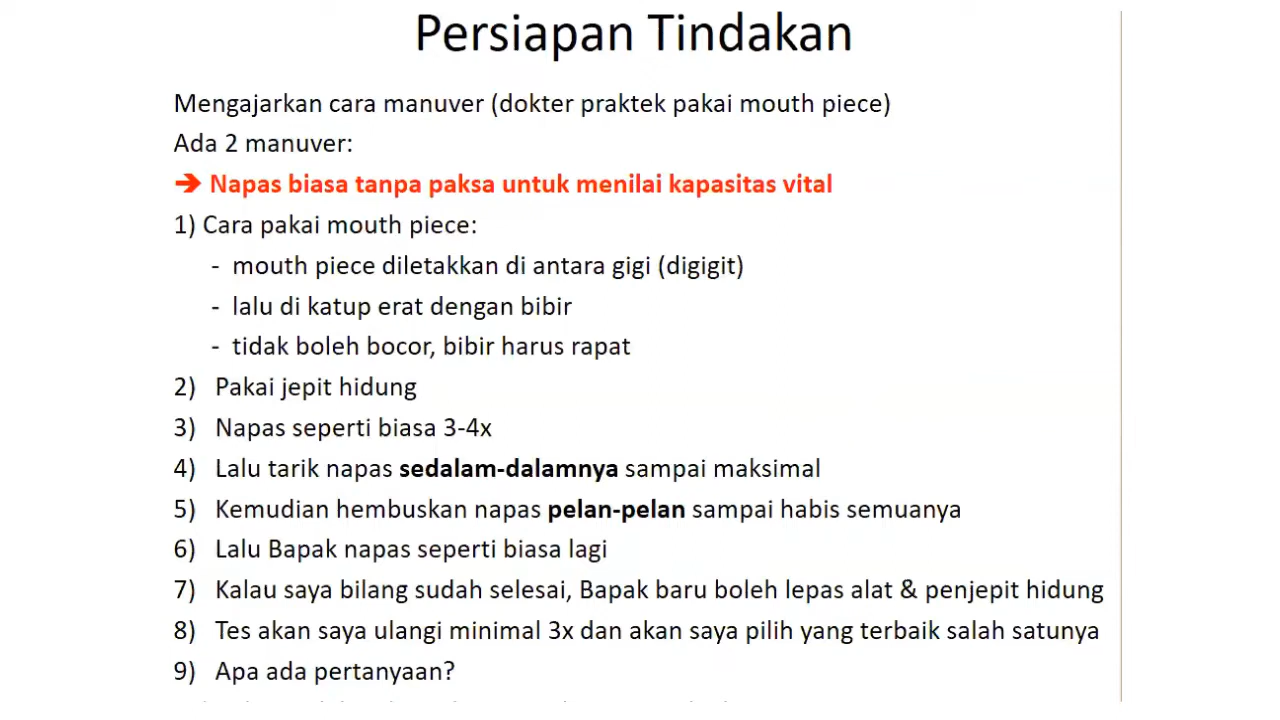 Persiapan Tindakan
Mengajarkan cara manuver (dokter praktek pakai mouth piece)
Ada 2 manuver:
➔ Napas biasa tanpa paksa untuk menilai kapasitas vital
1) Cara pakai mouth piece:
- mouth piece diletakkan di antara gigi (digigit)
- lalu di katup erat dengan bibir
- tidak boleh bocor, bibir harus rapat
2) Pakai jepit hidung
3) Napas seperti biasa 3-4x
4) Lalu tarik napas sedalam-dalamnya sampai maksimal
5) Kemudian hembuskan napas pelan-pelan sampai habis semuanya
6) Lalu Bapak napas seperti biasa lagi
7) Kalau saya bilang sudah selesai, Bapak baru boleh lepas alat & penjepit hidung
8) Tes akan saya ulangi minimal 3x dan akan saya pilih yang terbaik salah satunya
9) Apa ada pertanyaan?